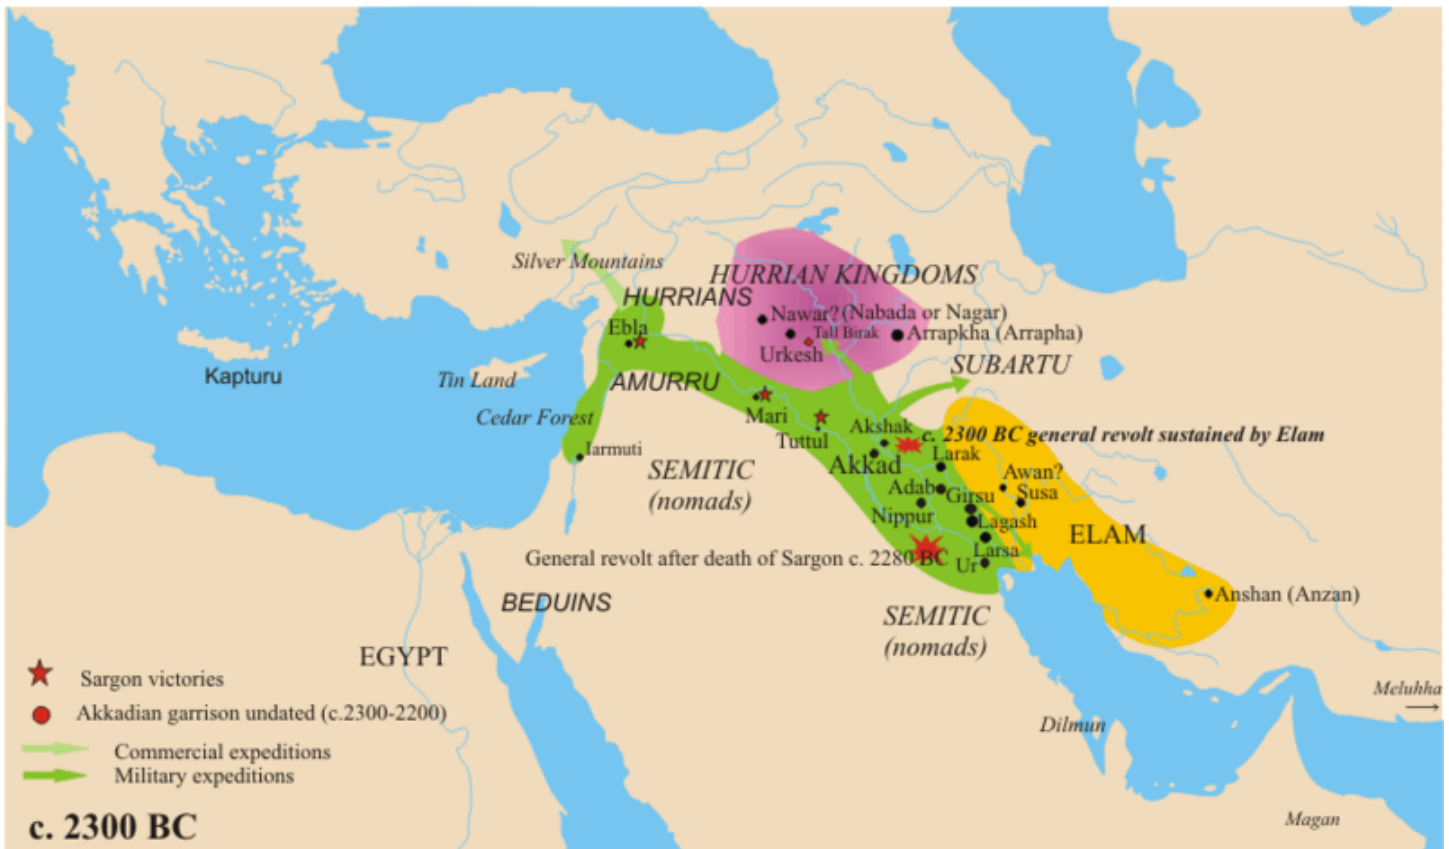 Silver Mountains
HURRIAN KINGDOMS
HURRIANS
Nawar? (Nabada or Nagar)
Ebla
Tall Birak
Arrapkha (Arrapha)
Urkesh
SUBARTU
Kapturu
Tin Land
AMURRU
Cedar Forest
Mari
Tuttul
Akshak
c. 2300 BC general revolt sustained by Elam
Iarmuti
Larak
Akkad
SEMITIC
(nomads)
Awan?
Adab
Girsu
Susa
Nippur
Lagash
ELAM
Larsa
General revolt after death of Sargon c. 2280 BC
Ur
Anshan (Anzan)
BEDUINS
SEMITIC
(nomads)
EGYPT
Sargon victories
Meluhha
Akkadian garrison undated (c.2300-2200)
Dilmun
Commercial expeditions
Military expeditions
Magan
c. 2300 BC